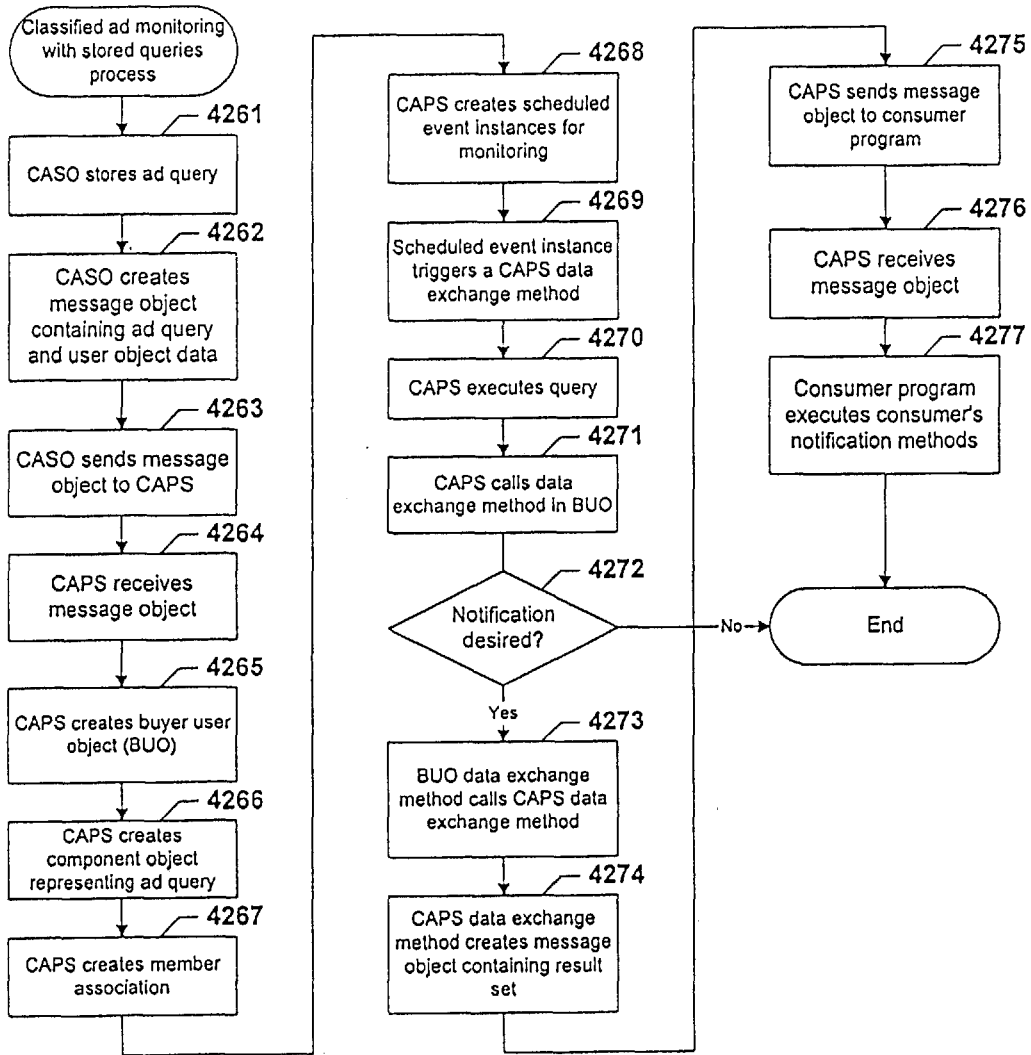 Classified ad monitoring
with stored queries
process
4261
CASO stores ad query
4262
CASO creates
message object
containing ad query
and user object data
4263
CASO sends message
object to CAPS
4264
CAPS receives
message object
4265
CAPS creates buyer user
object (BUO)
4266
CAPS creates
component object
representing ad query
4267
CAPS creates member
association
4268
CAPS creates scheduled
event instances for
monitoring
4269
Scheduled event instance
triggers a CAPS data
exchange method
4270
CAPS executes query
4271
CAPS calls data
exchange method in BUO
4272
Notification
desired?
No
Yes
4273
BUO data exchange
method calls CAPS data
exchange method
4274
CAPS data exchange
method creates message
object containing result
set
4275
CAPS sends message
object to consumer
program
4276
CAPS receives
message object
4277
Consumer program
executes consumer's
notification methods
End